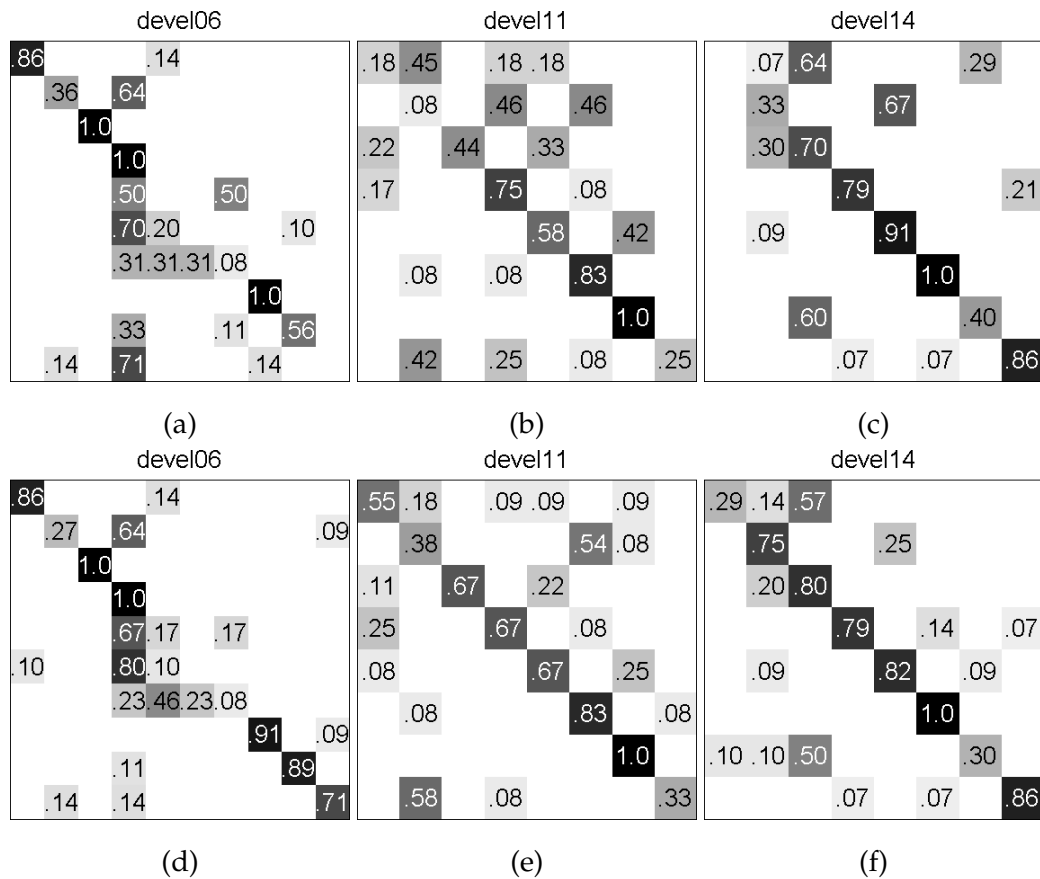 devel06 devel11 devel14
.86 .14 .18 .45 .18 .18 .07 .64 .29
.36 .64 .08 .46 .46 .33 .67
1.0 .22 .44 .33 .30 .70
1.0 .17 .75 .08 .79 .21
.50 .50 .58 .42 .09 .91
.70 .20 .10 .08 .08 .83 1.0
.31 .31 .31 .08 1.0 .60 .40
1.0 .42 .25 .08 .25 .07 .07 .86
.33 .11 .56
.14 .71 .14
(a) (b) (c)
devel06 devel11 devel14
.86 .14 .55 .18 .09 .09 .09 .29 .14 .57
.27 .64 .09 .38 .54 .08 .75 .25
1.0 .11 .67 .22 .20 .80
1.0 .25 .67 .08 .79 .14 .07
.67 .17 .17 .08 .67 .25 .09 .82 .09
.10 .80 .10 .08 .83 .08 1.0
.23 .46 .23 .08 1.0 .10 .10 .50 .30
.91 .09 .58 .08 .33 .07 .07 .86
.11 .89
.14 .14 .71
(d) (e) (f)